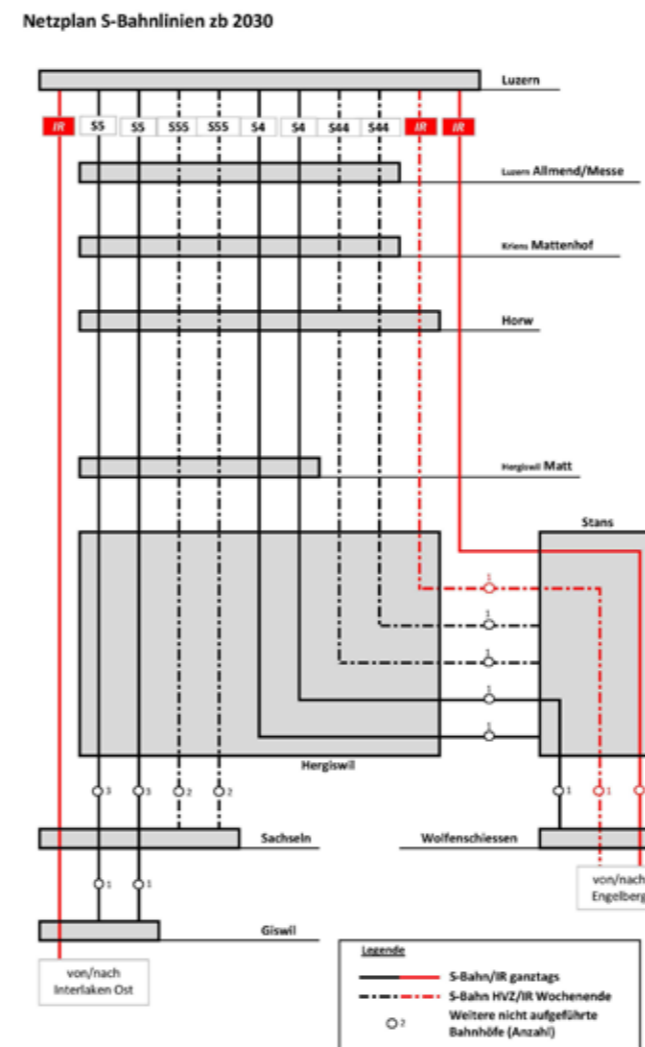 Netzplan S-Bahnlinien zb 2030
Luzern
IR S5 S5 S55 S55 S4 S4 S44 S44 IR IR
Luzern Allmend/Messe
Kriens Mattenhof
Horw
Hergiswil Matt
Stans
1
1
1
1
1
Hergiswil
3 3 2 2 1 1
Sachseln
Wolfenschiessen
von/nach
Engelberg
1 1
Giswil
von/nach
Interlaken Ost
Legende
S-Bahn/IR ganztags
S-Bahn HVZ/IR Wochenende
2 Weitere nicht aufgeführte
Bahnhöfe (Anzahl)